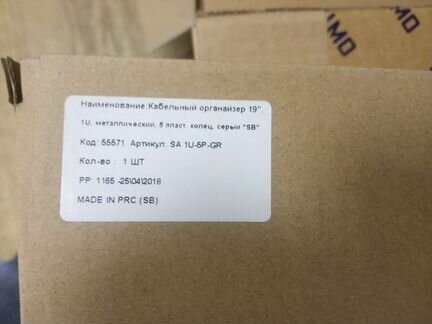 Наименование:Кабельный органайзер 19",
1U, металлический, 5 пласт. колец, серый "SB"
Код: 55571 Артикул: SA 1U-5P-GR
Кол-во : 1 ШТ
PP: 1165 -25\04\2018
MADE IN PRC (SB)